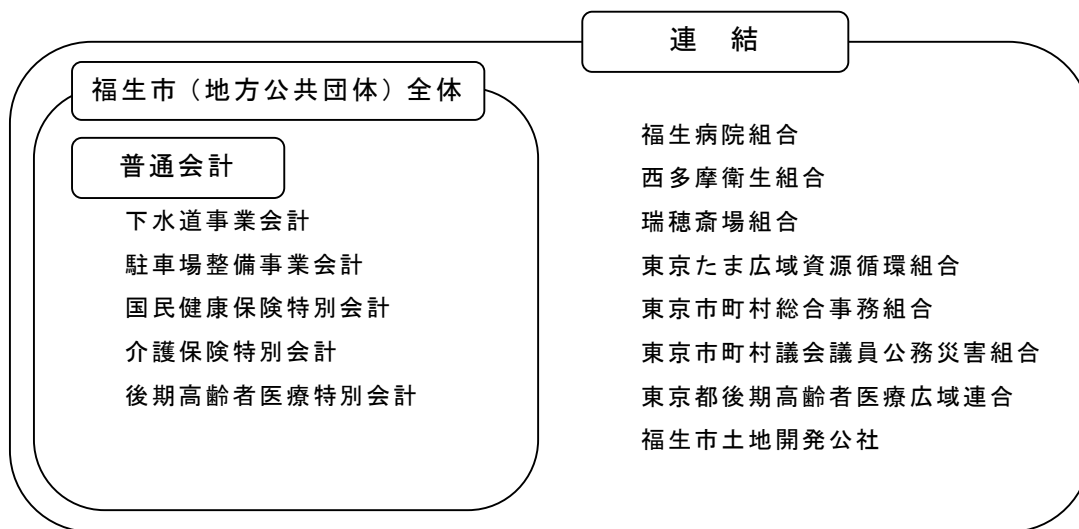 連 結
福生市（地方公共団体）全体
普通会計
下水道事業会計
駐車場整備事業会計
国民健康保険特別会計
介護保険特別会計
後期高齢者医療特別会計
福生病院組合
西多摩衛生組合
瑞穂斎場組合
東京たま広域資源循環組合
東京市町村総合事務組合
東京市町村議会議員公務災害組合
東京都後期高齢者医療広域連合
福生市土地開発公社